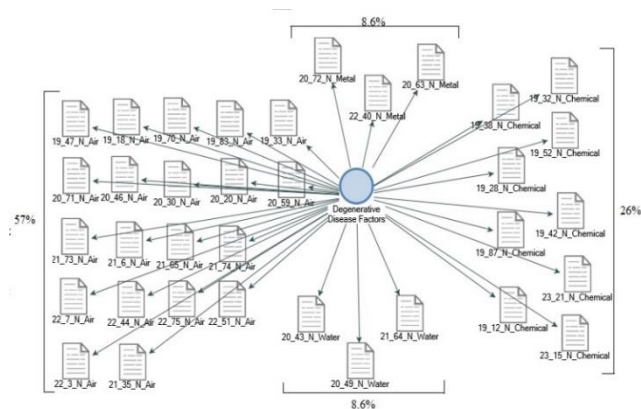 8.6%
20_72_N_Metal
20_63_N_Metal
22_40_N_Metal
19_32_N_Chemical
19_38_N_Chemical
19_47_N_Air
19_18_N_Air
19_70_N_Air
19_83_N_Air
19_33_N_Air
19_52_N_Chemical
19_28_N_Chemical
20_71_N_Air
20_46_N_Air
20_30_N_Air
20_20_N_Air
20_59_N_Air
Degenerative
Disease Factors
57%
26%
19_42_N_Chemical
19_87_N_Chemical
21_73_N_Air
21_6_N_Air
21_65_N_Air
21_74_N_Air
23_21_N_Chemical
22_7_N_Air
22_44_N_Air
22_75_N_Air
22_51_N_Air
19_12_N_Chemical
20_43_N_Water
21_64_N_Water
23_15_N_Chemical
22_3_N_Air
21_35_N_Air
20_49_N_Water
8.6%